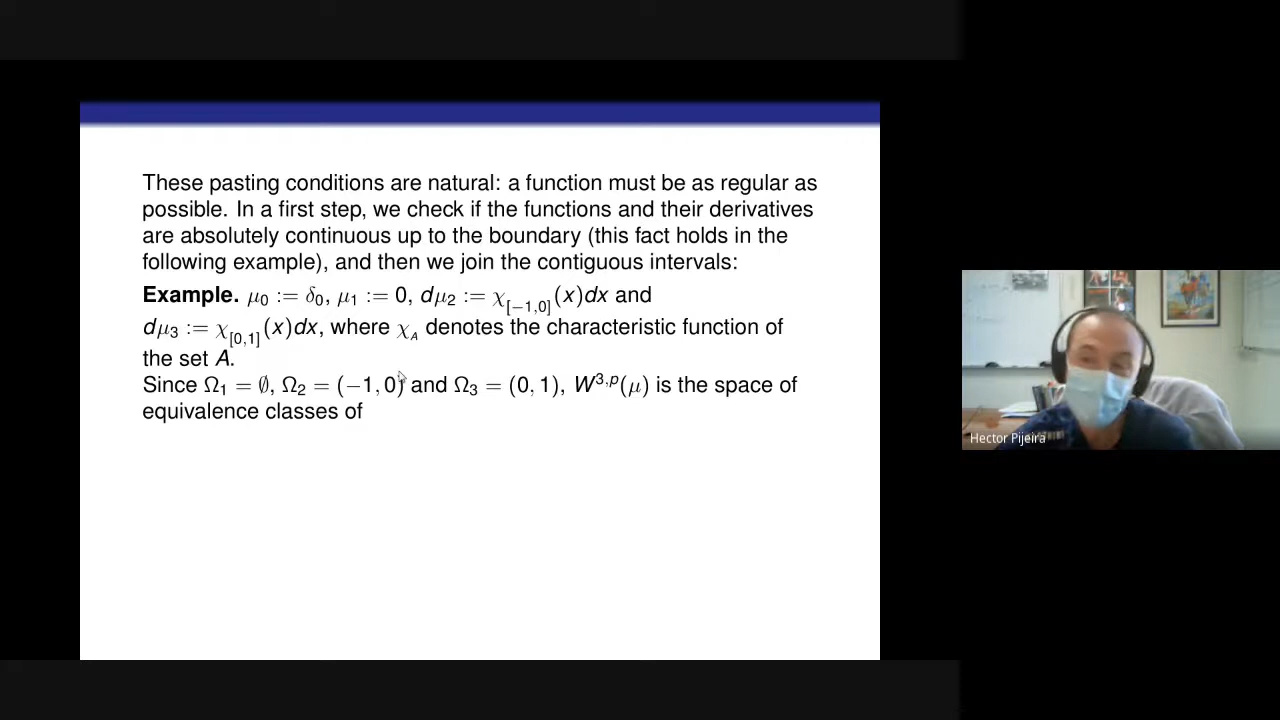 These pasting conditions are natural: a function must be as regular as
possible. In a first step, we check if the functions and their derivatives
are absolutely continuous up to the boundary (this fact holds in the
following example), and then we join the contiguous intervals:
Example. μ₀ := δ₀, μ₁ := 0, dμ₂ := χ_[−1,0](x)dx and
dμ₃ := χ_[0,1](x)dx, where χ_A denotes the characteristic function of
the set A.
Since Ω₁ = ∅, Ω₂ = (−1, 0) and Ω₃ = (0, 1), W^{3,p}(μ) is the space of
equivalence classes of
Hector Pijeira